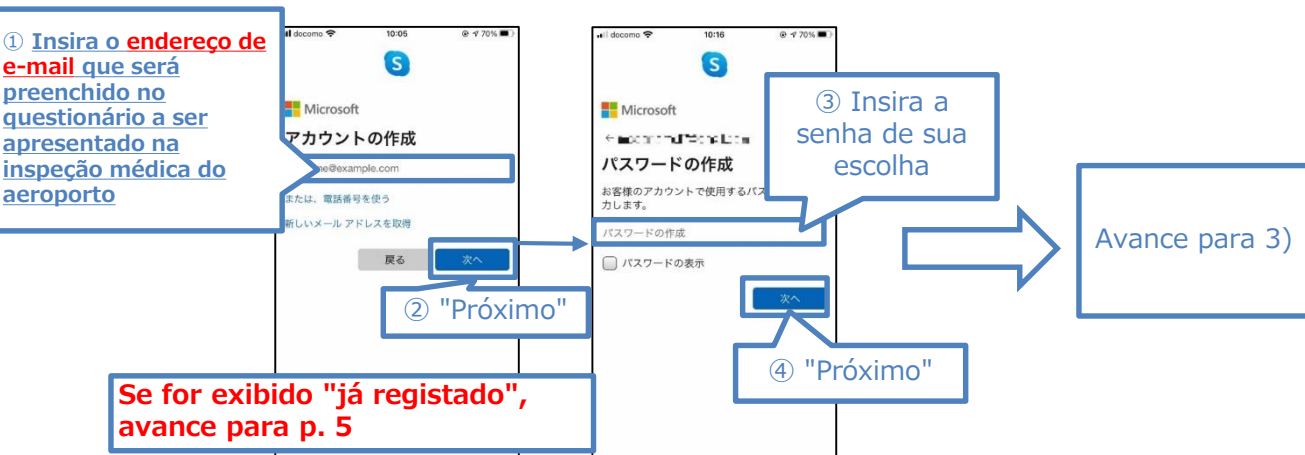 ① Insira o endereço de
e-mail que será
preenchido no
questionário a ser
apresentado na
inspeção médica do
aeroporto
docomo
10:05
70%
S
Microsoft
アカウントの作成
ne@example.com
または、電話番号を使う
新しいメール アドレスを取得
戻る
次へ
② "Próximo"
Se for exibido "já registado",
avance para p. 5
docomo
10:16
70%
S
Microsoft
パスワードの作成
お客様のアカウントで使用するパス
力します。
パスワードの作成
パスワードの表示
次へ
③ Insira a
senha de sua
escolha
④ "Próximo"
Avance para 3)